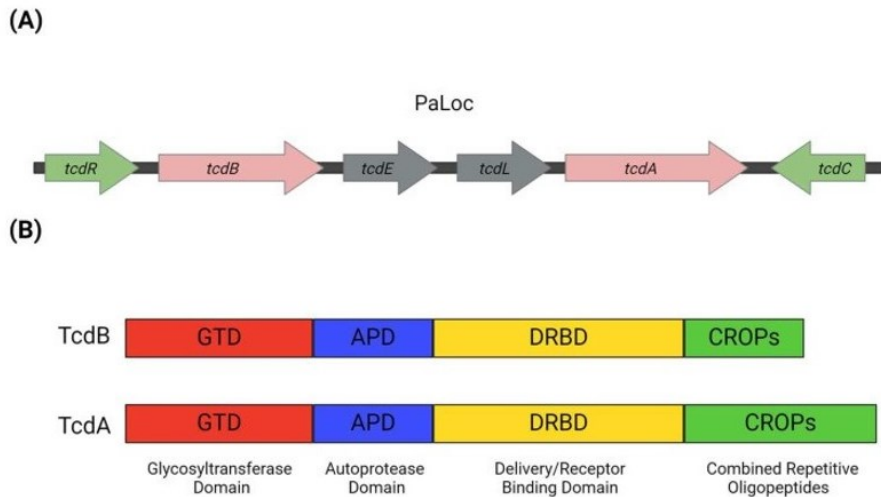 (A)
PaLoc
tcdR tcdB tcdE tcdL tcdA tcdC
(B)
TcdB GTD APD DRBD CROPs
TcdA GTD APD DRBD CROPs
Glycosyltransferase Autoprotease Delivery/Receptor Combined Repetitive
Domain Domain Binding Domain Oligopeptides